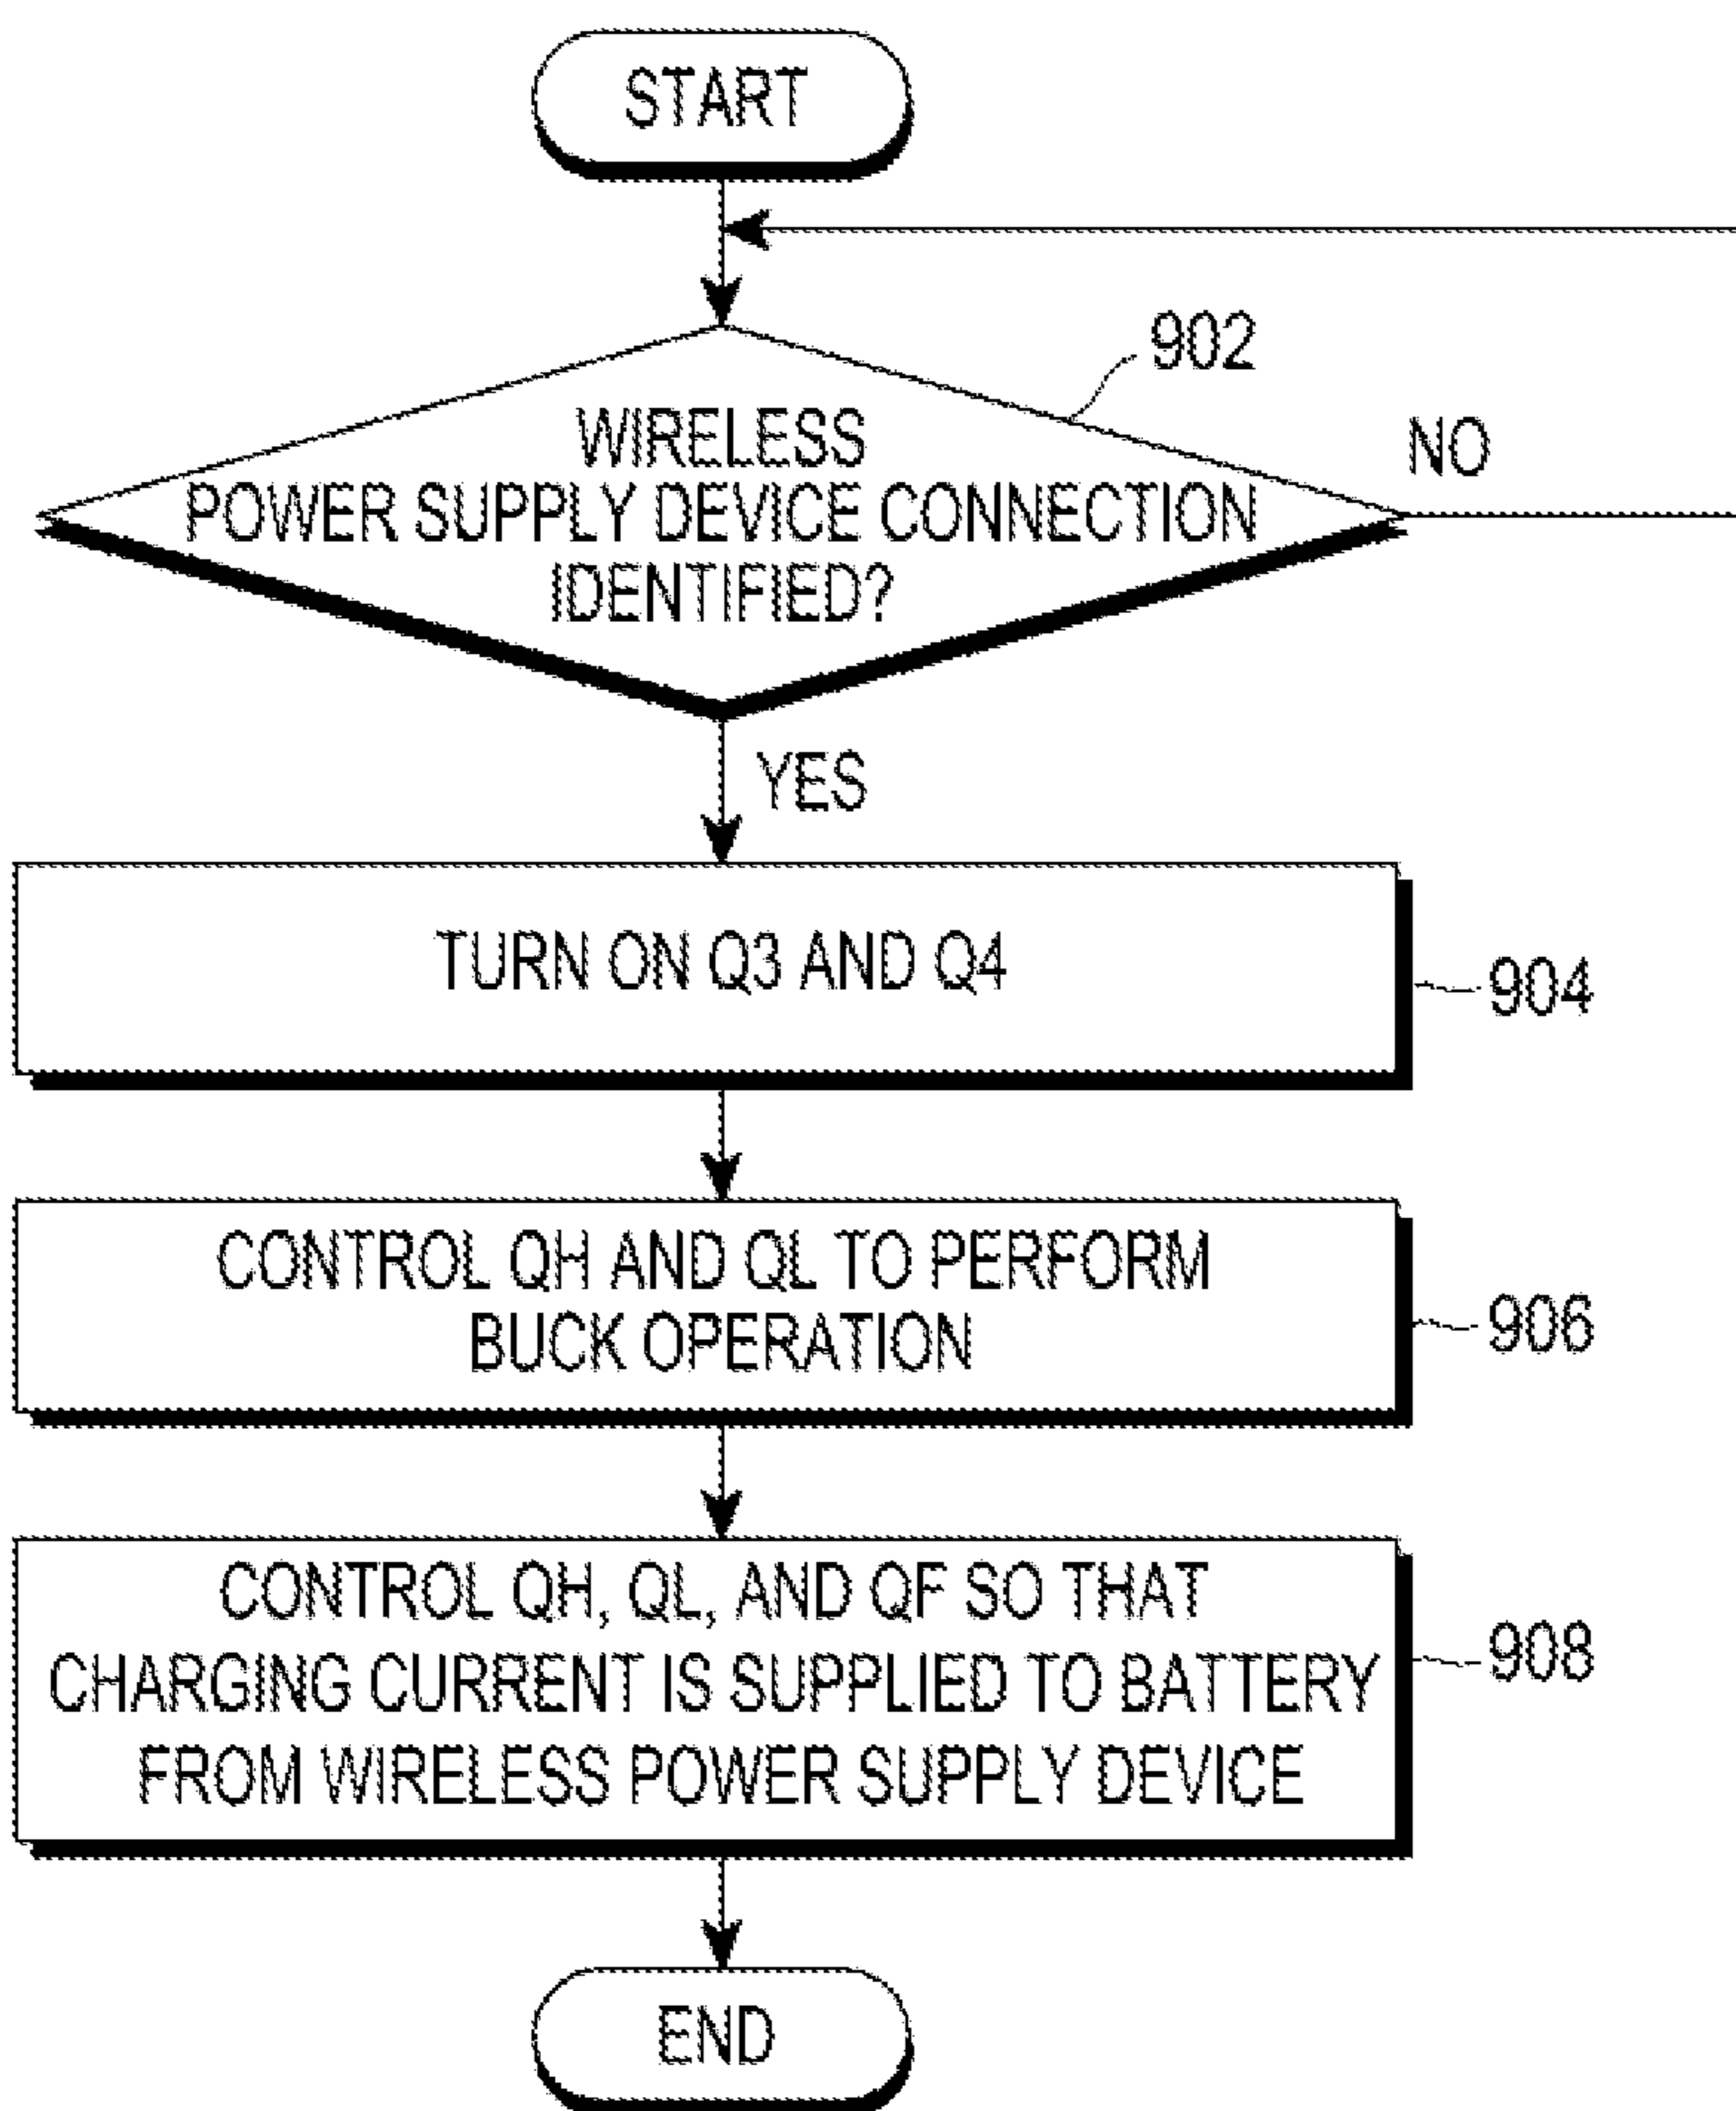 START
902
WIRELESS
POWER SUPPLY DEVICE CONNECTION
IDENTIFIED?
NO
YES
TURN ON Q3 AND Q4
904
CONTROL QH AND QL TO PERFORM
BUCK OPERATION
906
CONTROL QH, QL, AND QF SO THAT
CHARGING CURRENT IS SUPPLIED TO BATTERY
FROM WIRELESS POWER SUPPLY DEVICE
908
END